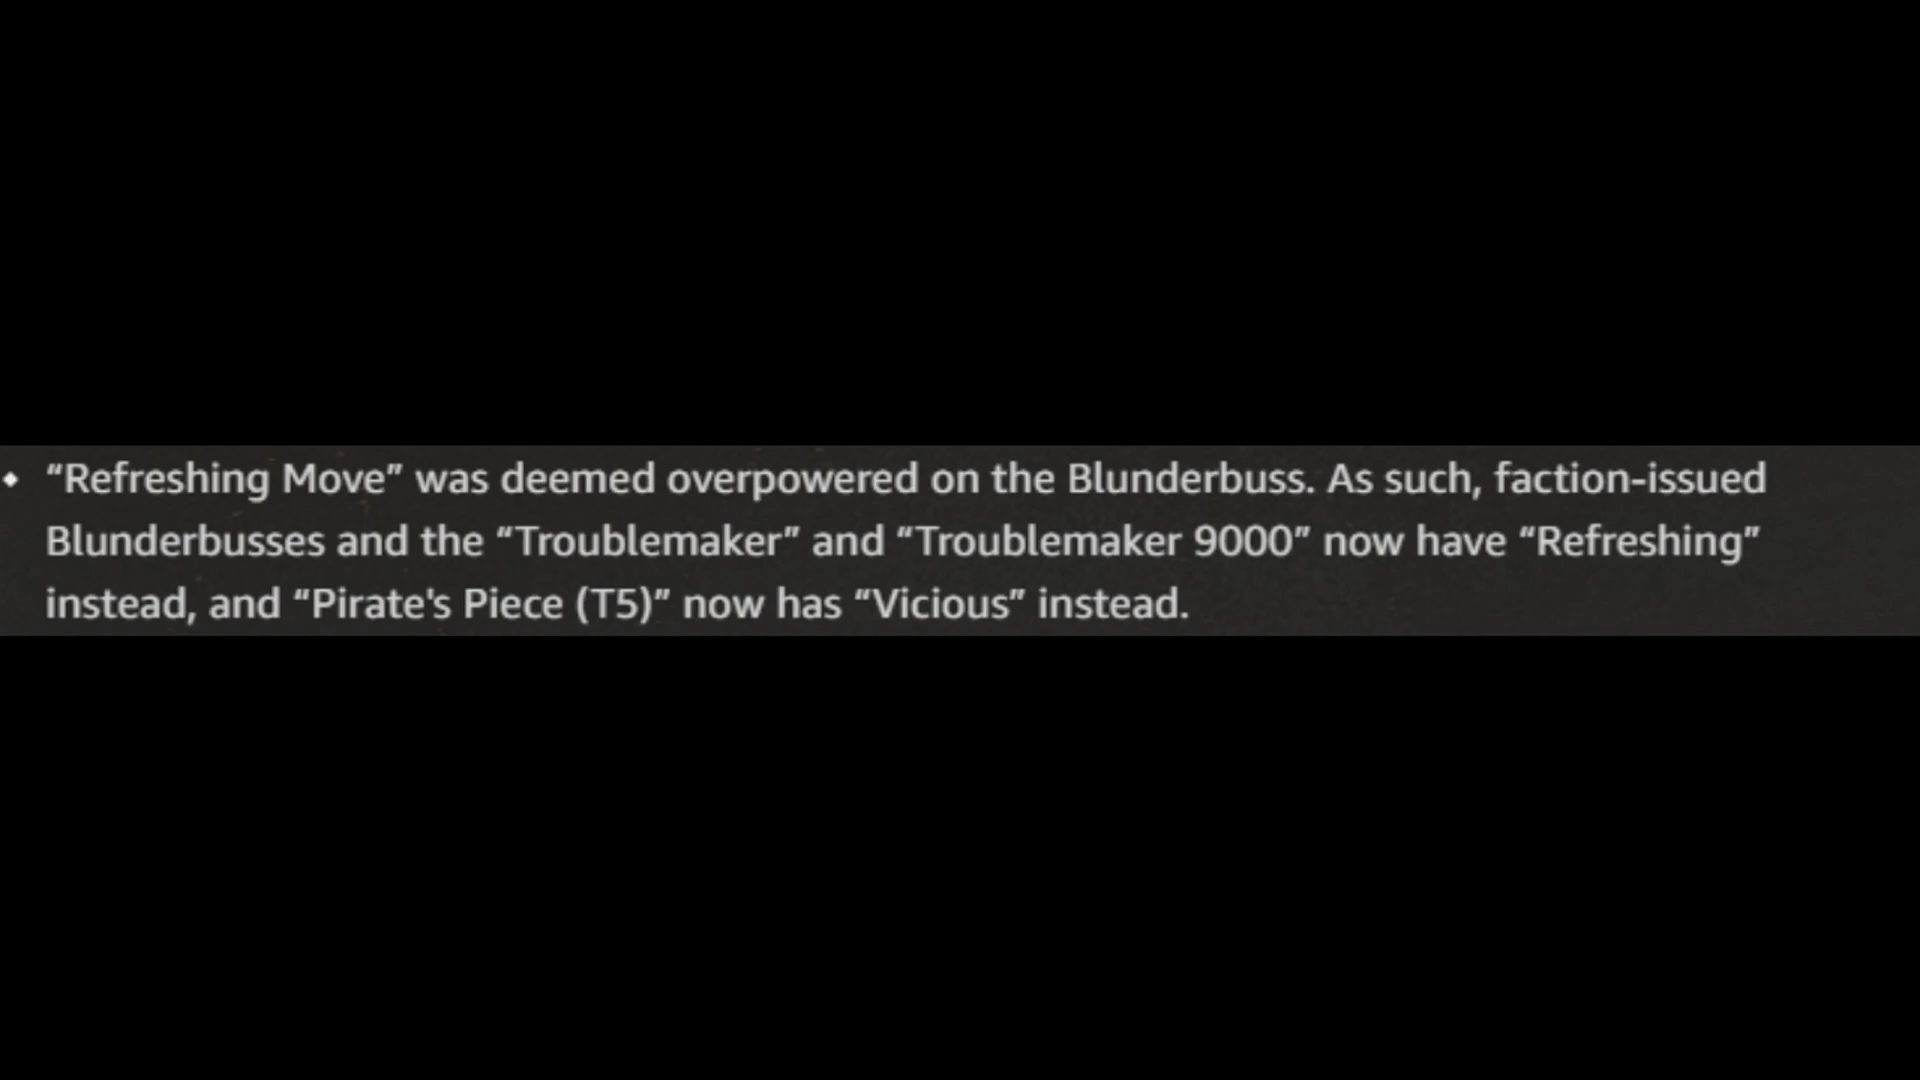 “Refreshing Move” was deemed overpowered on the Blunderbuss. As such, faction-issued
Blunderbusses and the “Troublemaker” and “Troublemaker 9000” now have “Refreshing”
instead, and “Pirate's Piece (T5)” now has “Vicious” instead.